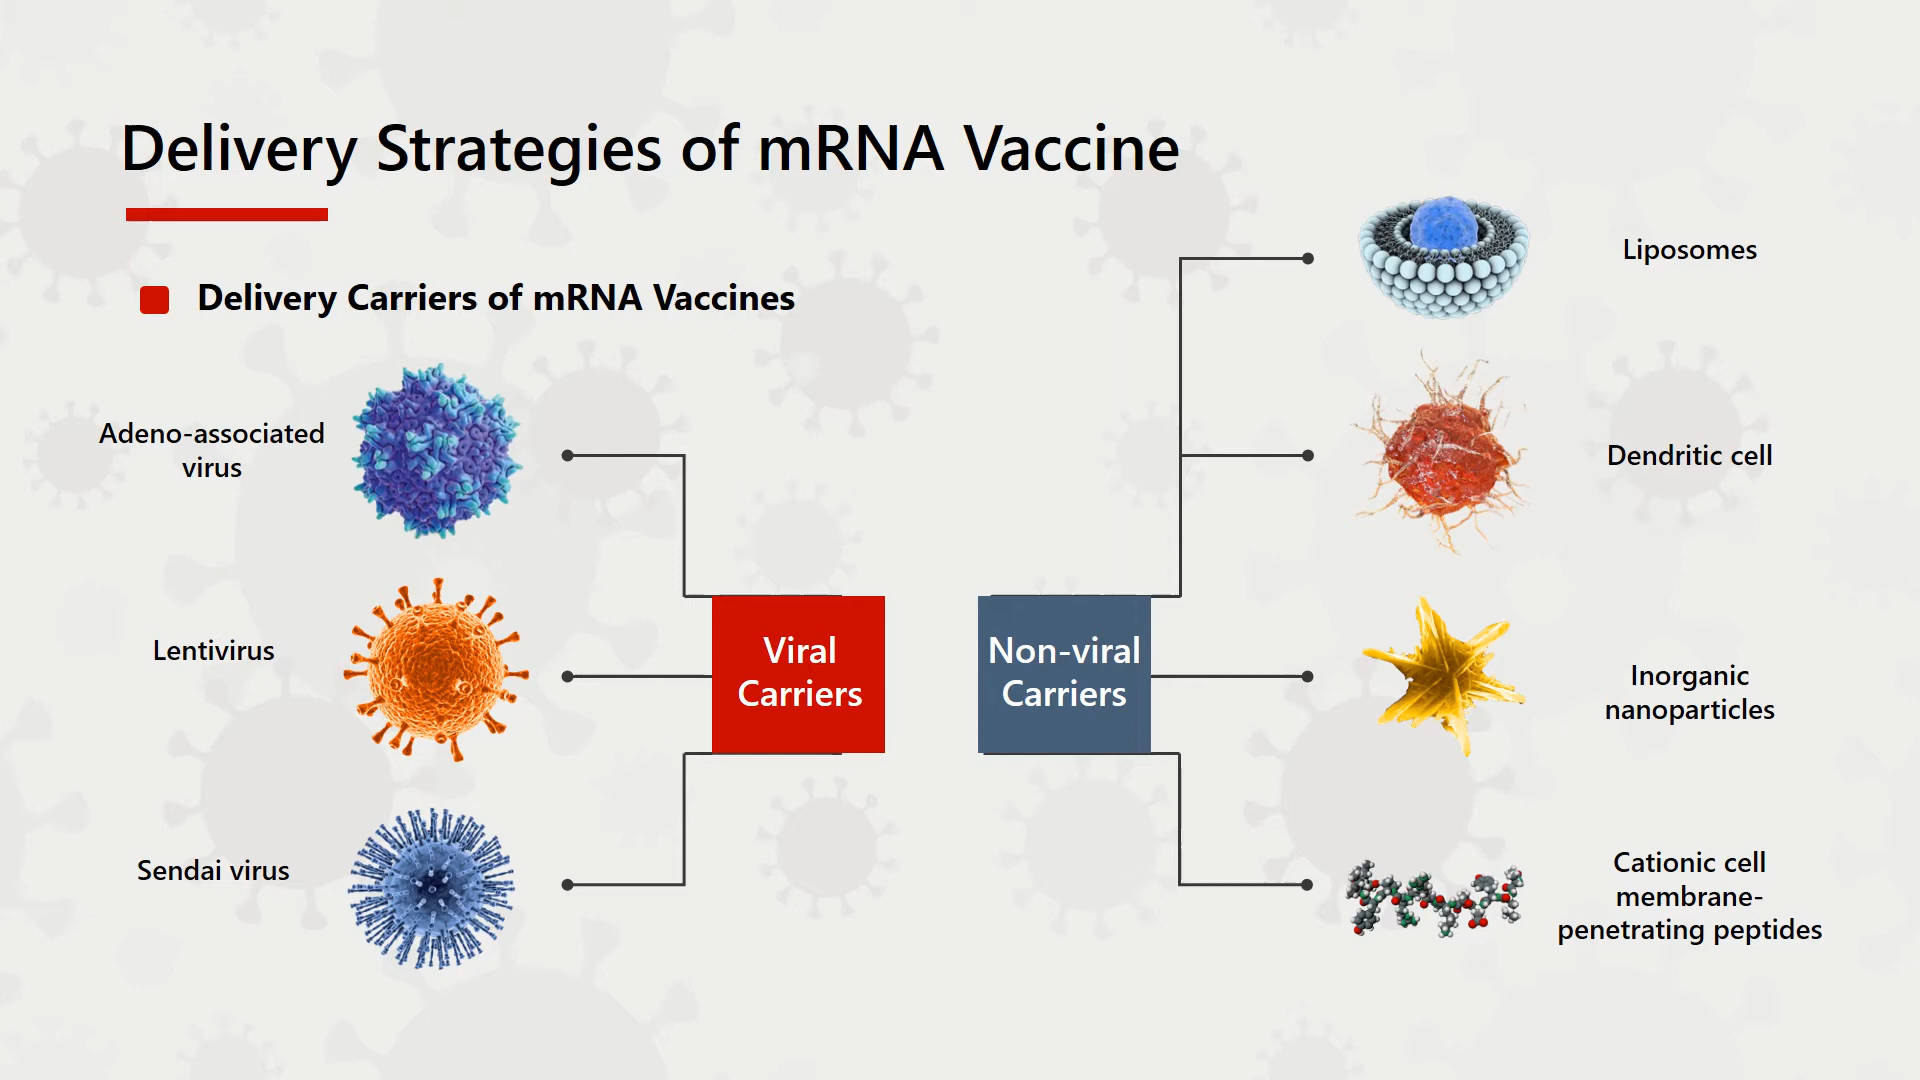 Delivery Strategies of mRNA Vaccine
Delivery Carriers of mRNA Vaccines
Adeno-associated
virus
Lentivirus
Sendai virus
Viral
Carriers
Non-viral
Carriers
Liposomes
Dendritic cell
Inorganic
nanoparticles
Cationic cell
membrane-
penetrating peptides